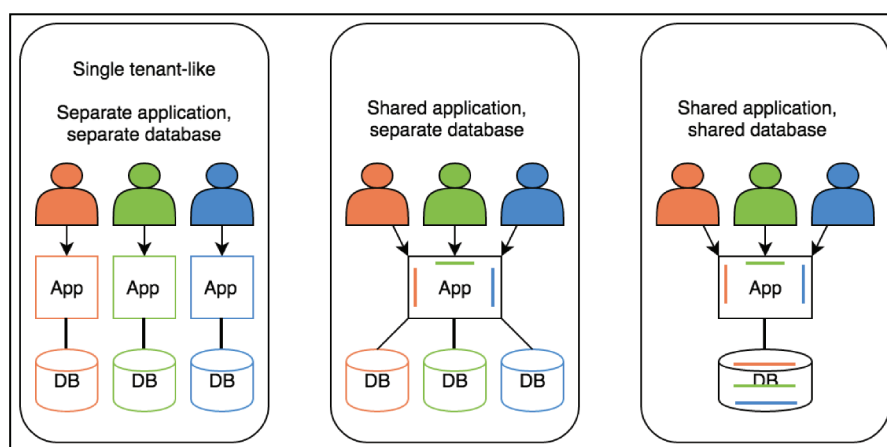 Single tenant-like
Separate application,
separate database
App
App
App
DB
DB
DB
Shared application,
separate database
App
DB
DB
DB
Shared application,
shared database
App
DB